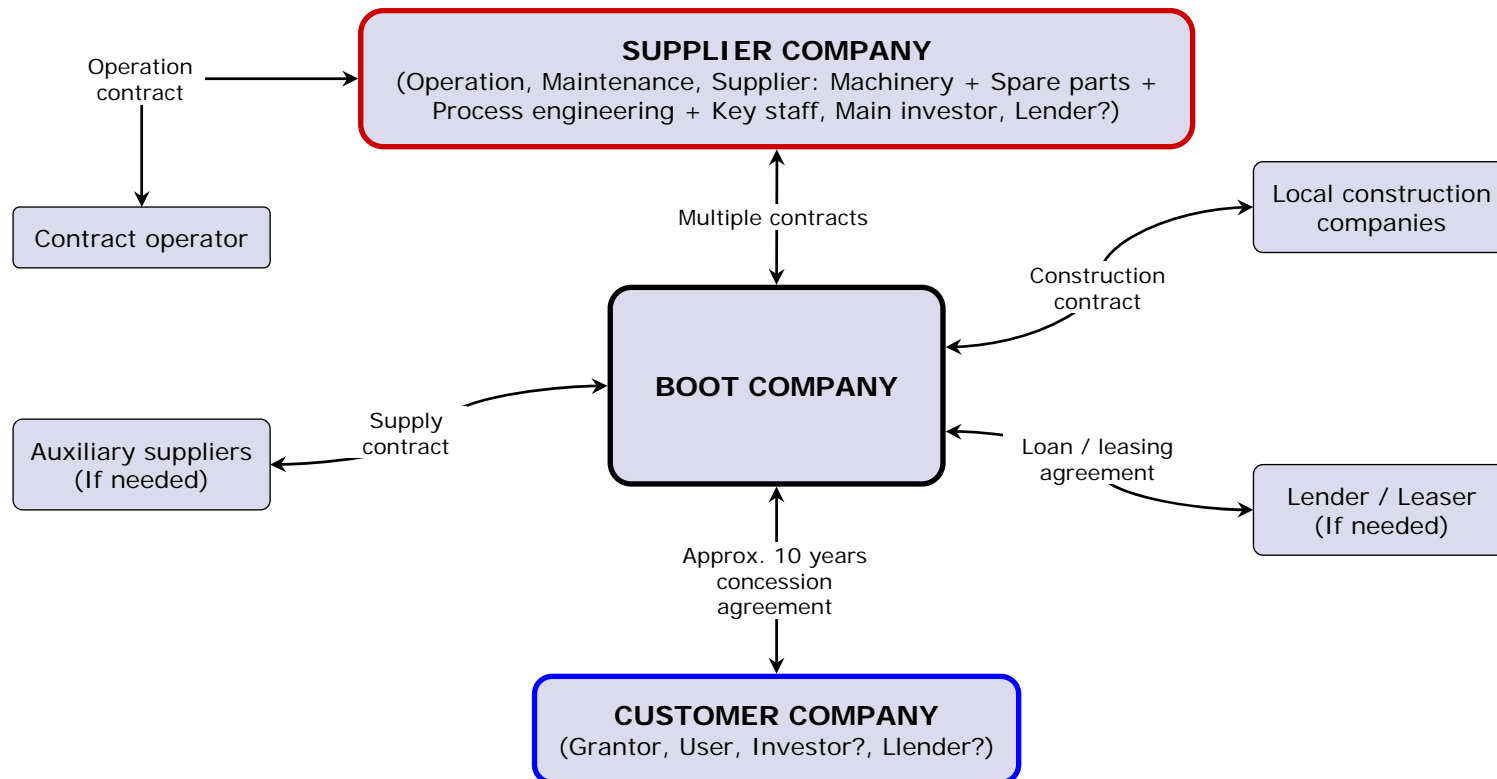 SUPPLIER COMPANY
(Operation, Maintenance, Supplier: Machinery + Spare parts +
Process engineering + Key staff, Main investor, Lender?)
Operation
contract
Contract operator
Multiple contracts
Local construction
companies
Construction
contract
BOOT COMPANY
Supply
contract
Auxiliary suppliers
(If needed)
Loan / leasing
agreement
Lender / Leaser
(If needed)
Approx. 10 years
concession
agreement
CUSTOMER COMPANY
(Grantor, User, Investor?, Llender?)